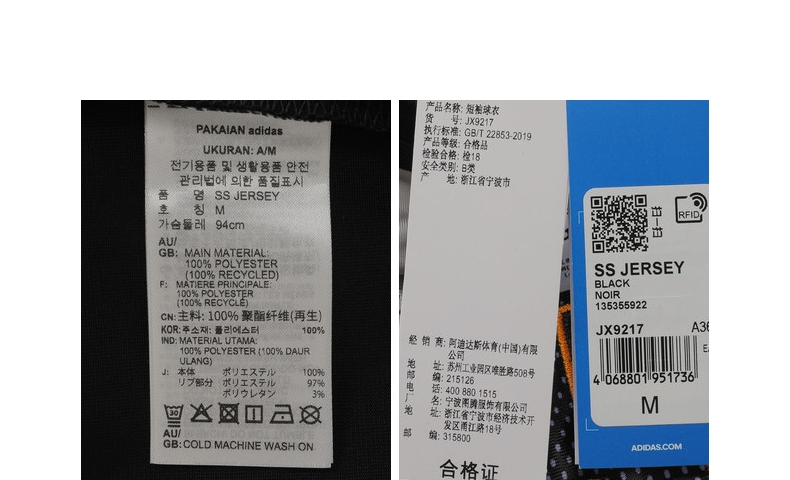 PAKAIAN adidas
UKURAN: A/M
전기용품 및 생활용품 안전
관리법에 의한 품질표시
품 명 SS JERSEY
호 칭 M
가슴둘레 94cm
AU/
GB: MAIN MATERIAL:
100% POLYESTER
(100% RECYCLED)
F: MATIERE PRINCIPALE:
100% POLYESTER
(100% RECYCLÉ)
CN: 主料: 100% 聚酯纤维(再生)
KOR: 주소재: 폴리에스터 100%
IND: MATERIAL UTAMA:
100% POLYESTER (100% DAUR
ULANG)
J: 本体 ポリエステル 100%
リブ部分 ポリエステル 97%
ポリウレタン 3%
30
AU/
GB: COLD MACHINE WASH ON
产品名称: 短袖球衣
货 号: JX9217
执行标准: GB/T 22853-2019
产品等级: 合格品
检验合格: 检18
安全类别: B类
产 地: 浙江省宁波市
经 销 商: 阿迪达斯体育(中国)有限
公司
地 址: 苏州工业园区唯胜路508号
邮 编: 215126
电 话: 400 880 1515
厂 名: 宁波图腾服饰有限公司
地 址: 浙江省宁波市经济技术开
发区甬江路18号
邮 编: 315800
合格证
RFID
SS JERSEY
BLACK
NOIR
135355922
JX9217 A36
4 068801 951736
M
ADIDAS.COM